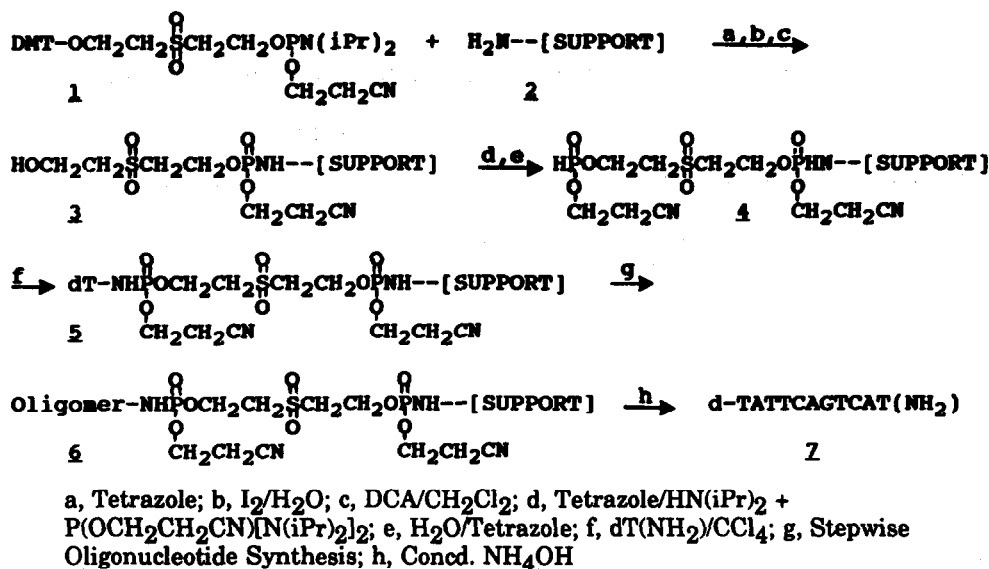 O
DMT-OCH2CH2SCH2CH2OPN(iPr)2 + H2N--[SUPPORT] a,b,c
O O
1 CH2CH2CN 2
O O
HOCH2CH2SCH2CH2OPNH--[SUPPORT] d,e
O O
3 CH2CH2CN
O O O
HPOCH2CH2SCH2CH2OPHN--[SUPPORT]
O O O
CH2CH2CN 4 CH2CH2CN
O O O
f dT-NHPOCH2CH2SCH2CH2OPNH--[SUPPORT] g
O O O
5 CH2CH2CN CH2CH2CN
O O O
Oligomer-NHPOCH2CH2SCH2CH2OPNH--[SUPPORT] h d-TATTCAGTCAT(NH2)
O O O
6 CH2CH2CN CH2CH2CN 7
a, Tetrazole; b, I2/H2O; c, DCA/CH2Cl2; d, Tetrazole/HN(iPr)2 +
P(OCH2CH2CN)[N(iPr)2]2; e, H2O/Tetrazole; f, dT(NH2)/CCl4; g, Stepwise
Oligonucleotide Synthesis; h, Concd. NH4OH